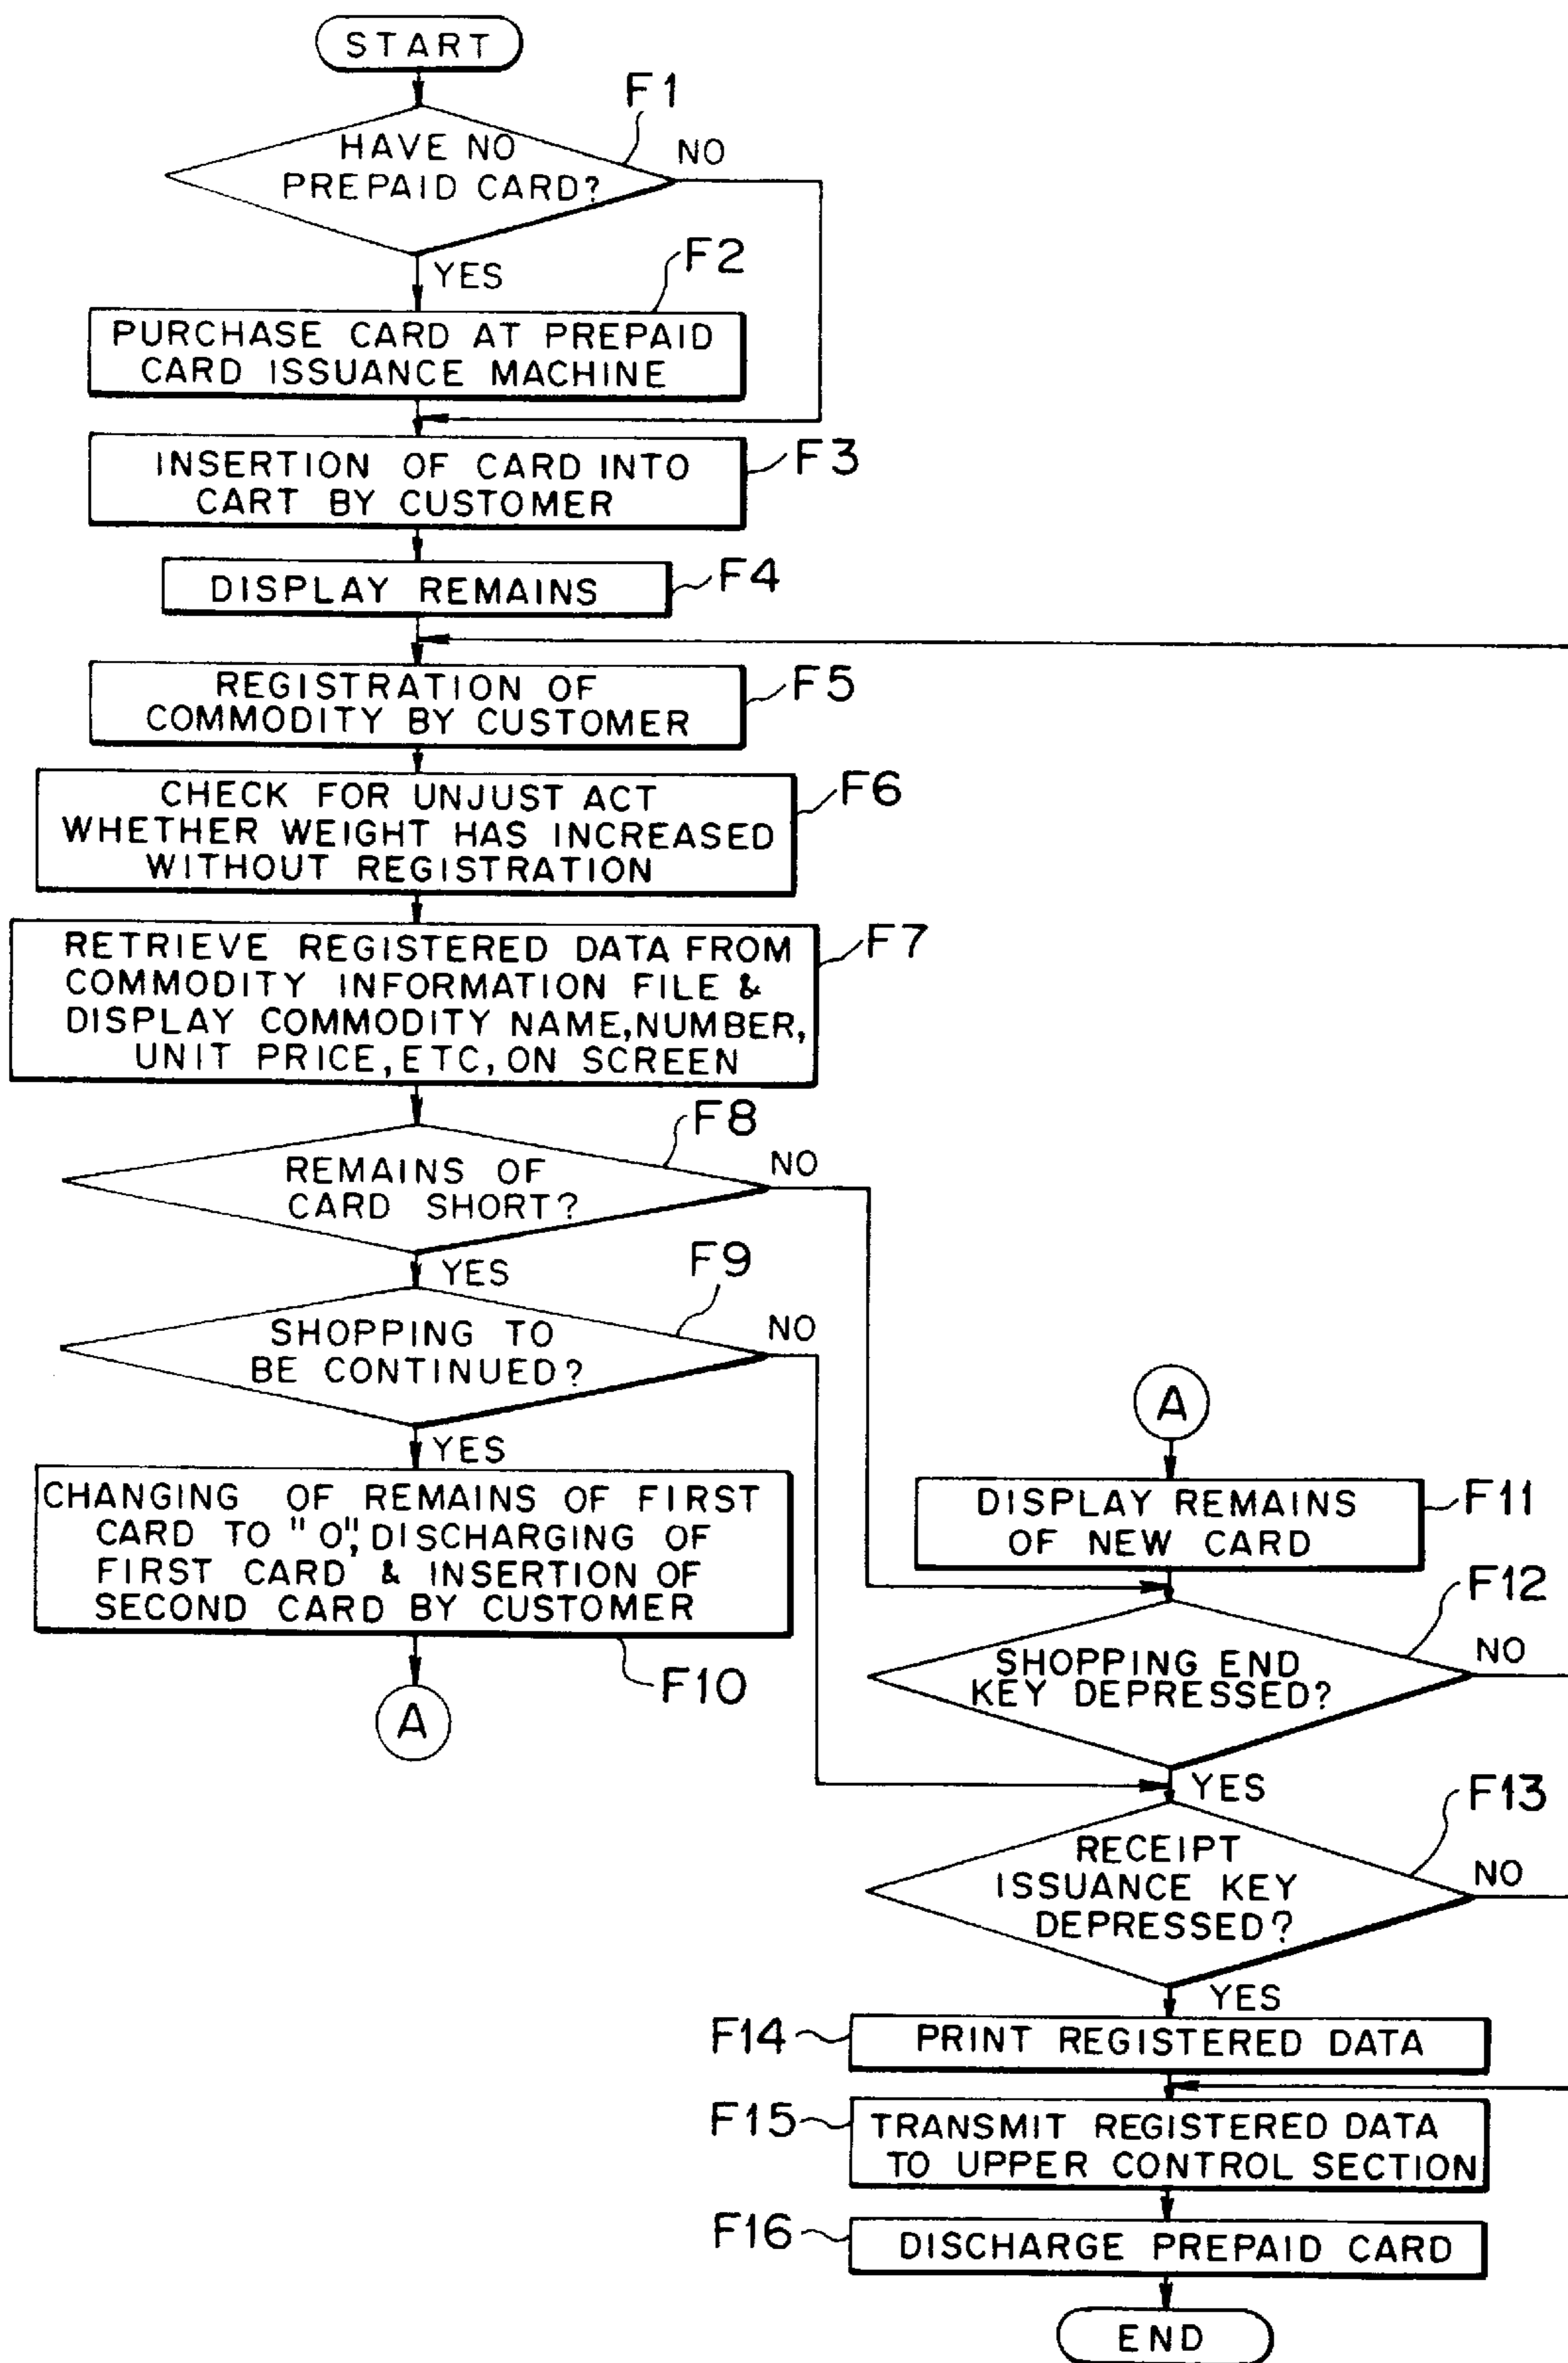 START
F1
HAVE NO
PREPAID CARD?
NO
YES
F2
PURCHASE CARD AT PREPAID
CARD ISSUANCE MACHINE
INSERTION OF CARD INTO
CART BY CUSTOMER
F3
DISPLAY REMAINS
F4
REGISTRATION OF
COMMODITY BY CUSTOMER
F5
CHECK FOR UNJUST ACT
WHETHER WEIGHT HAS INCREASED
WITHOUT REGISTRATION
F6
RETRIEVE REGISTERED DATA FROM
COMMODITY INFORMATION FILE &
DISPLAY COMMODITY NAME, NUMBER,
UNIT PRICE, ETC, ON SCREEN
F7
F8
REMAINS OF
CARD SHORT?
NO
YES
F9
SHOPPING TO
BE CONTINUED?
NO
YES
CHANGING OF REMAINS OF FIRST
CARD TO "0", DISCHARGING OF
FIRST CARD & INSERTION OF
SECOND CARD BY CUSTOMER
F10
A
A
DISPLAY REMAINS
OF NEW CARD
F11
F12
SHOPPING END
KEY DEPRESSED?
NO
YES
F13
RECEIPT
ISSUANCE KEY
DEPRESSED?
NO
YES
F14
PRINT REGISTERED DATA
F15
TRANSMIT REGISTERED DATA
TO UPPER CONTROL SECTION
F16
DISCHARGE PREPAID CARD
END